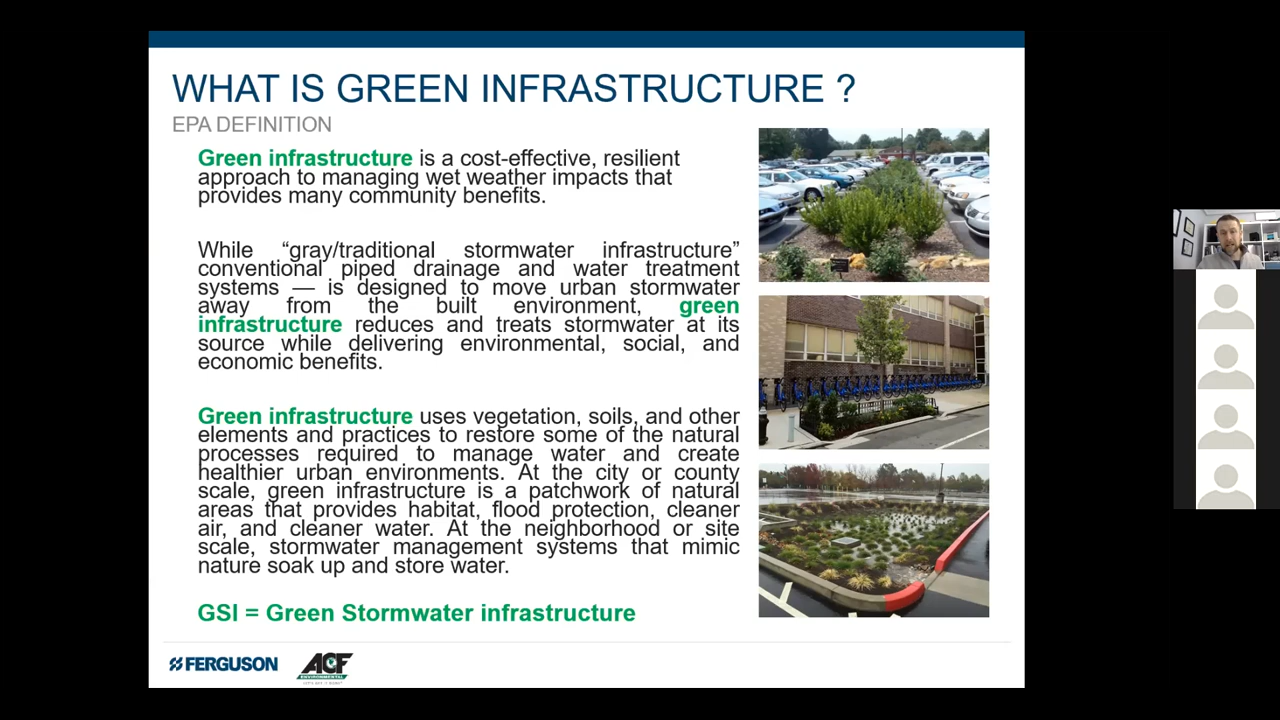 WHAT IS GREEN INFRASTRUCTURE ?
EPA DEFINITION
Green infrastructure is a cost-effective, resilient
approach to managing wet weather impacts that
provides many community benefits.
While “gray/traditional stormwater infrastructure”
conventional piped drainage and water treatment
systems — is designed to move urban stormwater
away from the built environment, green
infrastructure reduces and treats stormwater at its
source while delivering environmental, social, and
economic benefits.
Green infrastructure uses vegetation, soils, and other
elements and practices to restore some of the natural
processes required to manage water and create
healthier urban environments. At the city or county
scale, green infrastructure is a patchwork of natural
areas that provides habitat, flood protection, cleaner
air, and cleaner water. At the neighborhood or site
scale, stormwater management systems that mimic
nature soak up and store water.
GSI = Green Stormwater infrastructure
FERGUSON
ACF
ENVIRONMENTAL